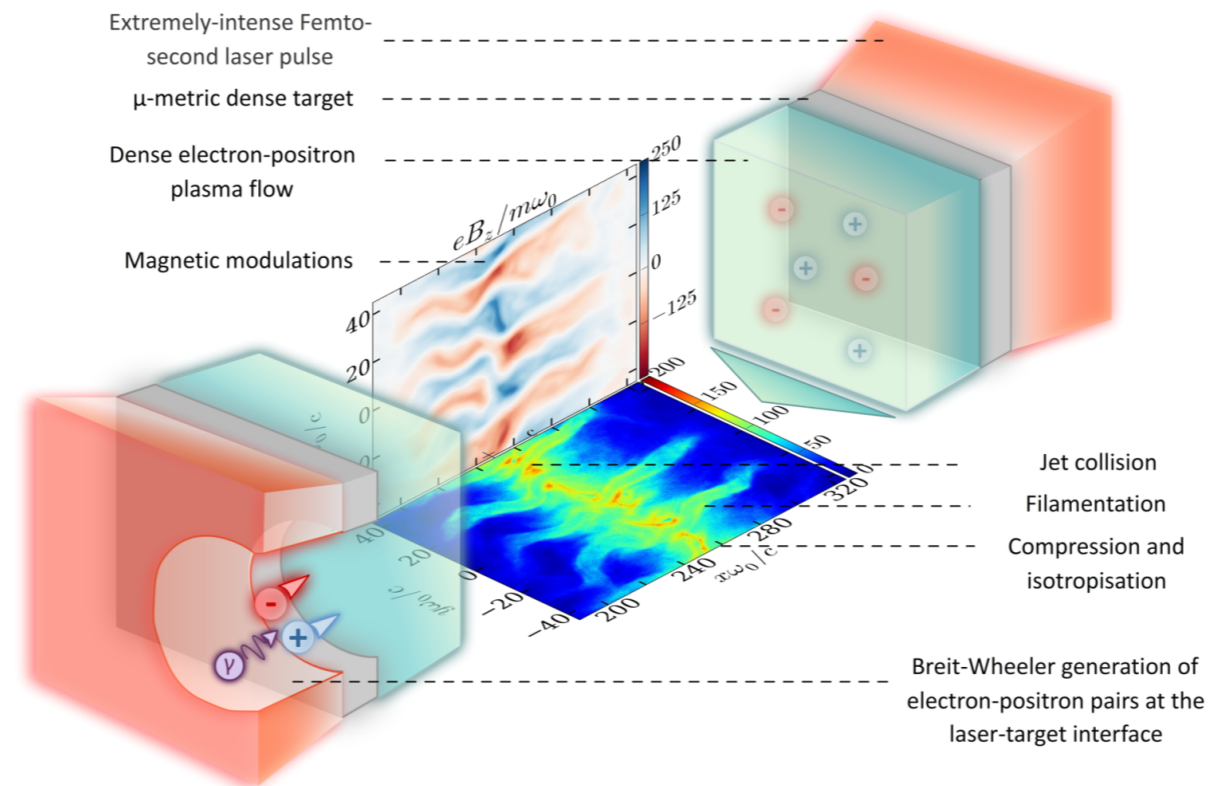 Extremely-intense Femto-
second laser pulse
μ-metric dense target
Dense electron-positron
plasma flow
Magnetic modulations
eB_z/mω_0
250
125
0
−125
40
20
0
200
150
100
50
0
40
20
0
−20
−40
yω_0/c
200
240
280
320
xω_0/c
- + + - - +
- + γ
Jet collision
Filamentation
Compression and
isotropisation
Breit-Wheeler generation of
electron-positron pairs at the
laser-target interface